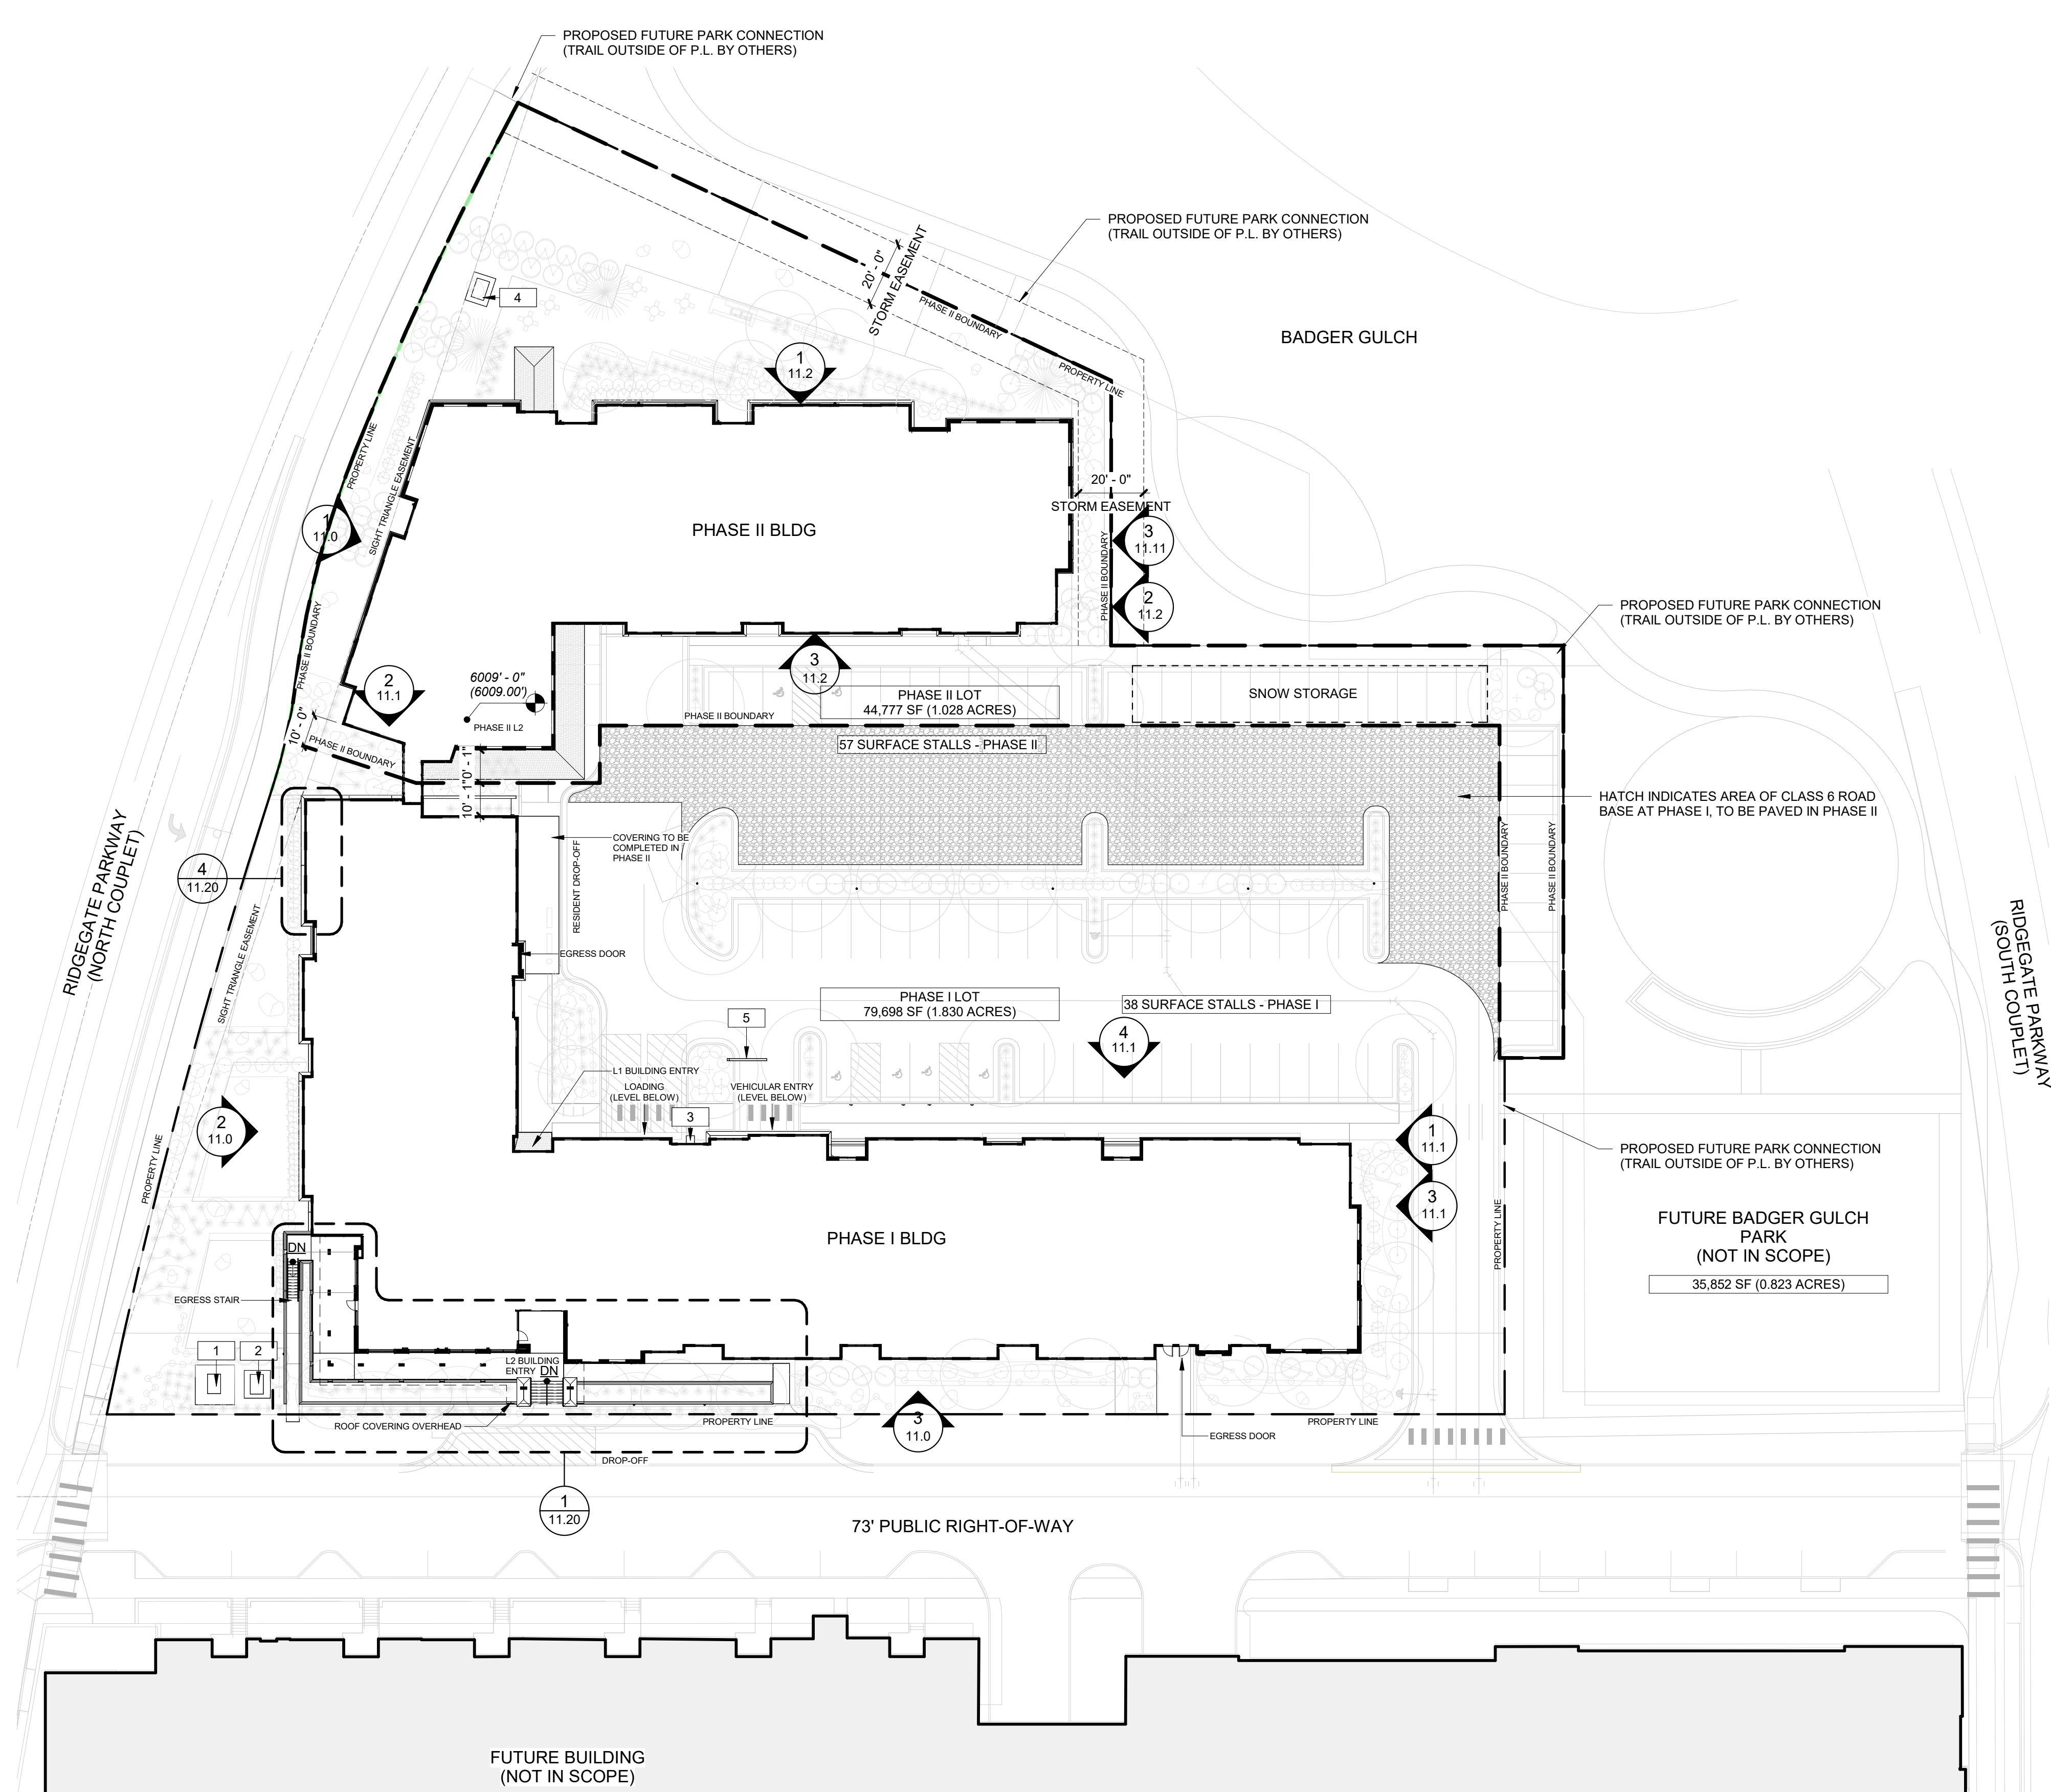 PROPOSED FUTURE PARK CONNECTION
(TRAIL OUTSIDE OF P.L. BY OTHERS)
PROPOSED FUTURE PARK CONNECTION
(TRAIL OUTSIDE OF P.L. BY OTHERS)
20' - 0"
STORM EASEMENT
PHASE II BOUNDARY
4
BADGER GULCH
1
11.2
PROPERTY LINE
PROPERTY LINE
SIGHT TRIANGLE EASEMENT
20' - 0"
STORM EASEMENT
1
11.0
PHASE II BLDG
3
11.11
PHASE II BOUNDARY
2
11.2
PROPOSED FUTURE PARK CONNECTION
(TRAIL OUTSIDE OF P.L. BY OTHERS)
PHASE II BOUNDARY
3
11.2
2
11.1
6009' - 0"
(6009.00')
PHASE II L2
PHASE II LOT
44,777 SF (1.028 ACRES)
SNOW STORAGE
PHASE II BOUNDARY
10' - 0"
PHASE II BOUNDARY
57 SURFACE STALLS - PHASE II
10' - 1"
10' - 1"
HATCH INDICATES AREA OF CLASS 6 ROAD
BASE AT PHASE I, TO BE PAVED IN PHASE II
COVERING TO BE
COMPLETED IN
PHASE II
RESIDENT DROP-OFF
PHASE II BOUNDARY
PHASE II BOUNDARY
RIDGEGATE PARKWAY
(NORTH COUPLET)
4
11.20
SIGHT TRIANGLE EASEMENT
EGRESS DOOR
RIDGEGATE PARKWAY
(SOUTH COUPLET)
PHASE I LOT
79,698 SF (1.830 ACRES)
38 SURFACE STALLS - PHASE I
5
4
11.1
L1 BUILDING ENTRY
LOADING
(LEVEL BELOW)
VEHICULAR ENTRY
(LEVEL BELOW)
3
2
11.0
PROPERTY LINE
1
11.1
3
11.1
PROPOSED FUTURE PARK CONNECTION
(TRAIL OUTSIDE OF P.L. BY OTHERS)
PROPERTY LINE
PHASE I BLDG
FUTURE BADGER GULCH
PARK
(NOT IN SCOPE)
35,852 SF (0.823 ACRES)
DN
EGRESS STAIR
1
2
L2 BUILDING
ENTRY
DN
ROOF COVERING OVERHEAD
PROPERTY LINE
3
11.0
PROPERTY LINE
EGRESS DOOR
DROP-OFF
1
11.20
73' PUBLIC RIGHT-OF-WAY
FUTURE BUILDING
(NOT IN SCOPE)